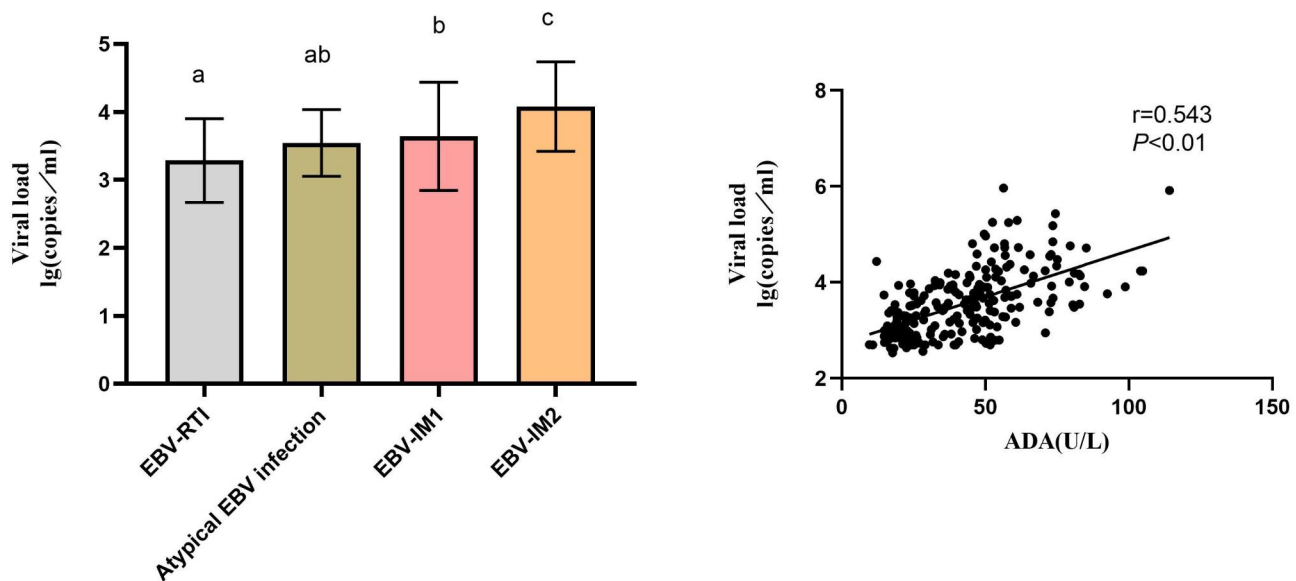 a
ab
b
c
5
4
3
2
1
0
Viral load
lg(copies/ml)
EBV-RTI
Atypical EBV infection
EBV-IM1
EBV-IM2
r=0.543
P<0.01
8
6
4
2
Viral load
lg(copies/ml)
0
50
100
150
ADA(U/L)